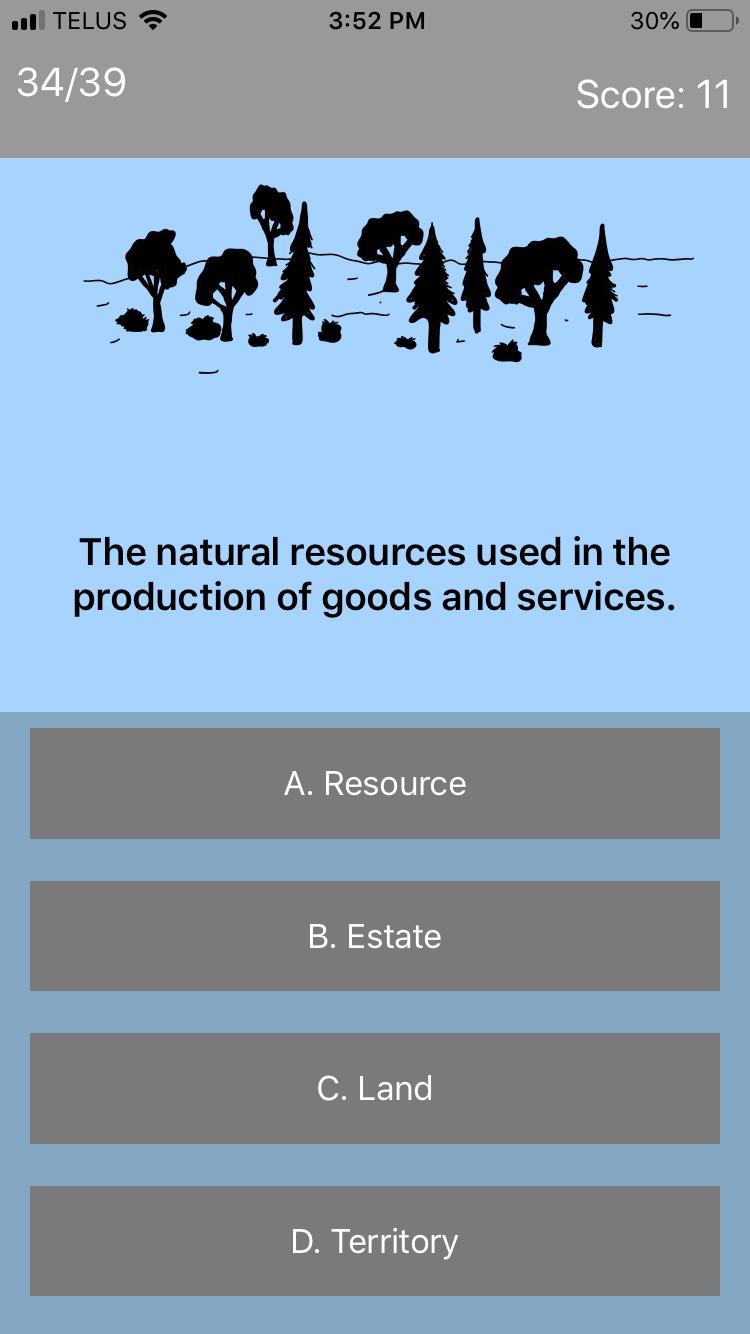 TELUS 3:52 PM 30%
34/39
Score: 11
The natural resources used in the
production of goods and services.
A. Resource
B. Estate
C. Land
D. Territory